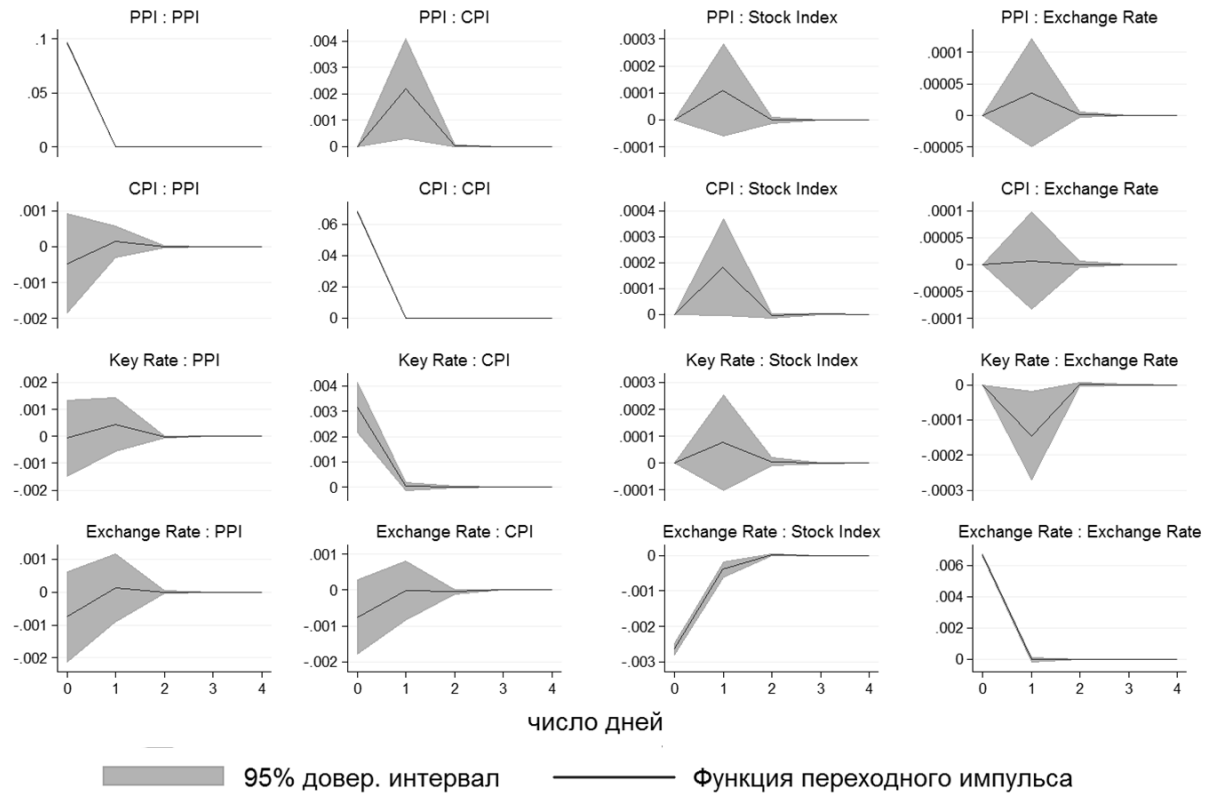 PPI : PPI PPI : CPI PPI : Stock Index PPI : Exchange Rate
.1 .004 .0003 .0001
.003 .0002 .00005
.05 .002 .0001 0
.001 0 -.00005
0 0 -.0001
CPI : PPI CPI : CPI CPI : Stock Index CPI : Exchange Rate
.001 .06 .0004 .0001
0 .04 .0003 .00005
-.001 .02 .0002 0
-.002 0 .0001 -.00005
0 -.0001
Key Rate : PPI Key Rate : CPI Key Rate : Stock Index Key Rate : Exchange Rate
.002 .004 .0003 0
.001 .003 .0002 -.0001
0 .002 .0001 -.0002
-.001 .001 0 -.0003
-.002 0 -.0001
Exchange Rate : PPI Exchange Rate : CPI Exchange Rate : Stock Index Exchange Rate : Exchange Rate
.001 .001 0 .006
0 0 -.001 .004
-.001 -.001 -.002 .002
-.002 -.002 -.003 0
0 1 2 3 4 0 1 2 3 4 0 1 2 3 4 0 1 2 3 4
число дней
95% довер. интервал Функция переходного импульса